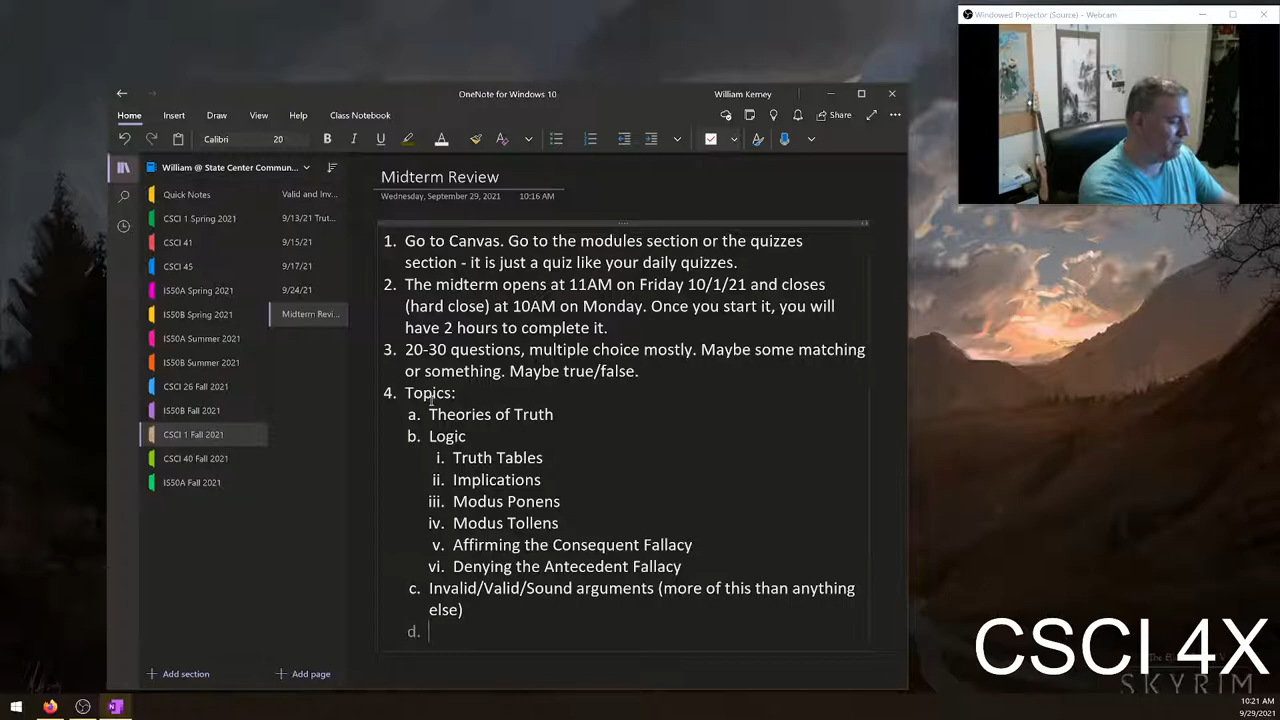 Windowed Projector (Source) - Webcam
OneNote for Windows 10
William Kerney
Home
Insert
Draw
View
Help
Class Notebook
Share
Calibri
20
B
I
U
A
William @ State Center Commun...
Quick Notes
CSCI 1 Spring 2021
CSCI 41
CSCI 45
IS50A Spring 2021
IS50B Spring 2021
IS50A Summer 2021
IS50B Summer 2021
CSCI 26 Fall 2021
IS50B Fall 2021
CSCI 1 Fall 2021
CSCI 40 Fall 2021
IS50A Fall 2021
Add section
Valid and Inv...
9/13/21 Trut...
9/15/21
9/17/21
9/24/21
Midterm Revi...
Add page
Midterm Review
Wednesday, September 29, 2021 10:16 AM
1. Go to Canvas. Go to the modules section or the quizzes
section - it is just a quiz like your daily quizzes.
2. The midterm opens at 11AM on Friday 10/1/21 and closes
(hard close) at 10AM on Monday. Once you start it, you will
have 2 hours to complete it.
3. 20-30 questions, multiple choice mostly. Maybe some matching
or something. Maybe true/false.
4. Topics:
a. Theories of Truth
b. Logic
i. Truth Tables
ii. Implications
iii. Modus Ponens
iv. Modus Tollens
v. Affirming the Consequent Fallacy
vi. Denying the Antecedent Fallacy
c. Invalid/Valid/Sound arguments (more of this than anything
else)
d.
CSCI 4X
SKYRIM
10:21 AM
9/29/2021